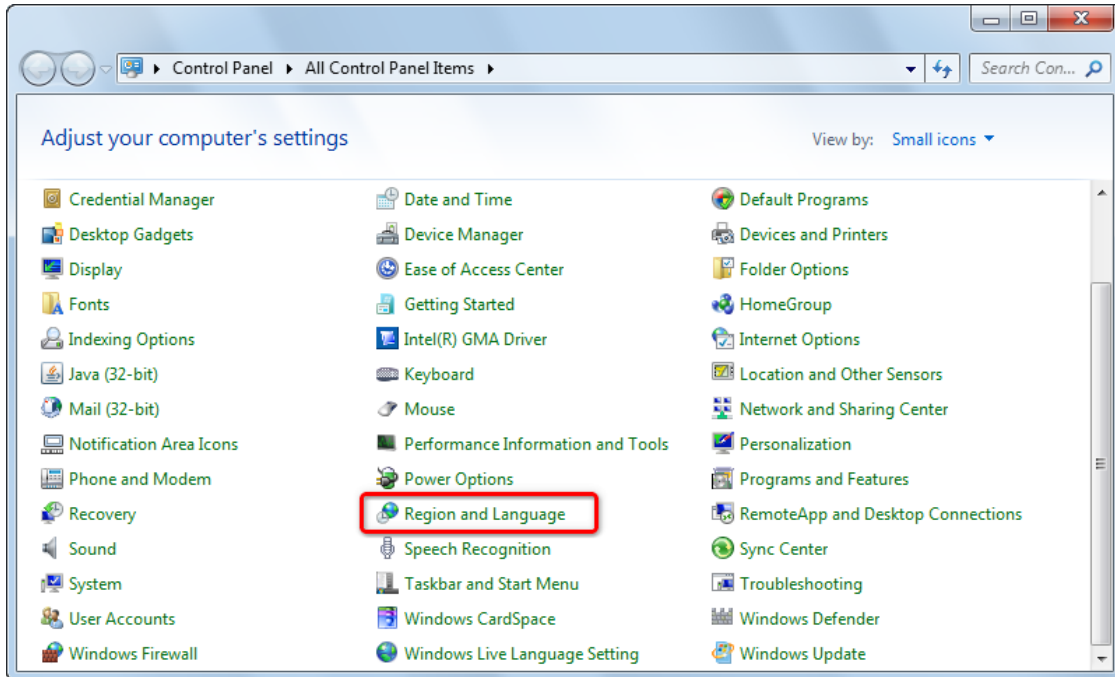 Control Panel ▸ All Control Panel Items ▸
Search Con...
Adjust your computer's settings
View by: Small icons
Credential Manager Date and Time Default Programs
Desktop Gadgets Device Manager Devices and Printers
Display Ease of Access Center Folder Options
Fonts Getting Started HomeGroup
Indexing Options Intel(R) GMA Driver Internet Options
Java (32-bit) Keyboard Location and Other Sensors
Mail (32-bit) Mouse Network and Sharing Center
Notification Area Icons Performance Information and Tools Personalization
Phone and Modem Power Options Programs and Features
Recovery Region and Language RemoteApp and Desktop Connections
Sound Speech Recognition Sync Center
System Taskbar and Start Menu Troubleshooting
User Accounts Windows CardSpace Windows Defender
Windows Firewall Windows Live Language Setting Windows Update